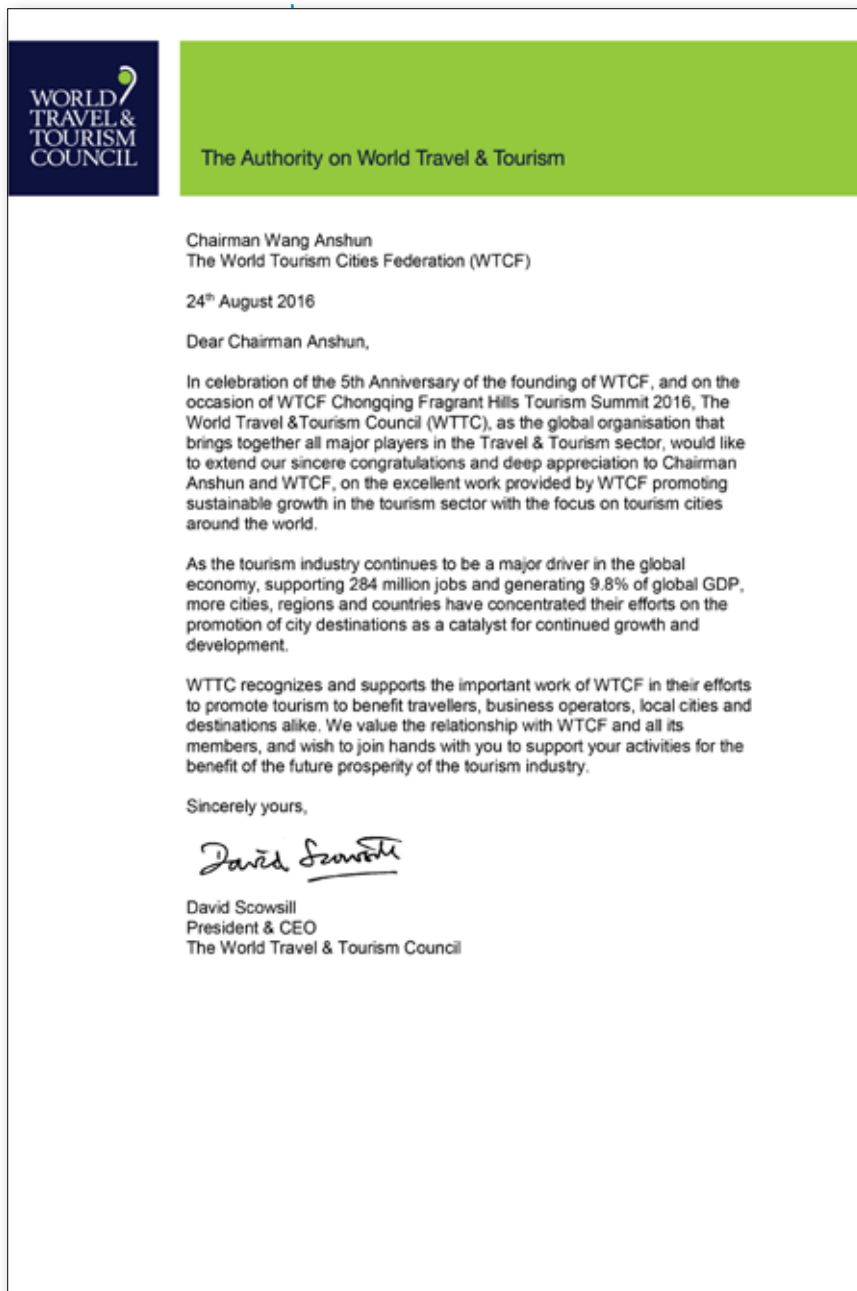 WORLD
TRAVEL &
TOURISM
COUNCIL
The Authority on World Travel & Tourism
Chairman Wang Anshun
The World Tourism Cities Federation (WTCF)
24th August 2016
Dear Chairman Anshun,
In celebration of the 5th Anniversary of the founding of WTCF, and on the
occasion of WTCF Chongqing Fragrant Hills Tourism Summit 2016, The
World Travel &Tourism Council (WTTC), as the global organisation that
brings together all major players in the Travel & Tourism sector, would like
to extend our sincere congratulations and deep appreciation to Chairman
Anshun and WTCF, on the excellent work provided by WTCF promoting
sustainable growth in the tourism sector with the focus on tourism cities
around the world.
As the tourism industry continues to be a major driver in the global
economy, supporting 284 million jobs and generating 9.8% of global GDP,
more cities, regions and countries have concentrated their efforts on the
promotion of city destinations as a catalyst for continued growth and
development.
WTTC recognizes and supports the important work of WTCF in their efforts
to promote tourism to benefit travellers, business operators, local cities and
destinations alike. We value the relationship with WTCF and all its
members, and wish to join hands with you to support your activities for the
benefit of the future prosperity of the tourism industry.
Sincerely yours,
David Scowsill
David Scowsill
President & CEO
The World Travel & Tourism Council